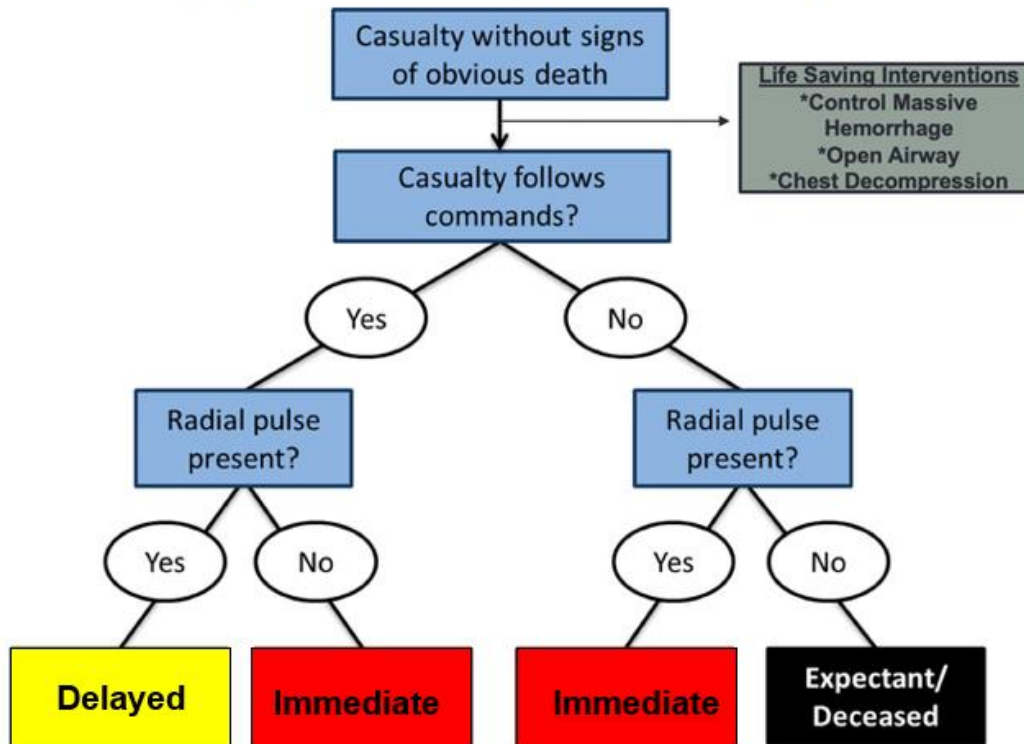 Casualty without signs
of obvious death
Life Saving Interventions
*Control Massive
Hemorrhage
*Open Airway
*Chest Decompression
Casualty follows
commands?
Yes
No
Radial pulse
present?
Radial pulse
present?
Yes
No
Yes
No
Delayed
Immediate
Immediate
Expectant/
Deceased